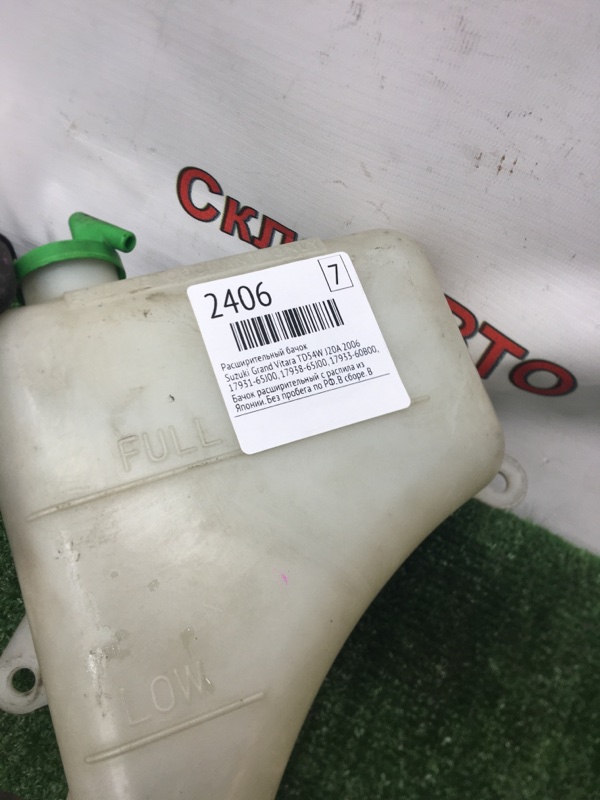 Скл
РТО
2406
7
Расширительный бачок
Suzuki Grand Vitara TD54W J20A 2006
17931-65J00, 17938-65J00, 17933-60B00,
Бачок расширительный с распила из
Японии. Без пробега по РФ. В сборе. В
FULL
LOW